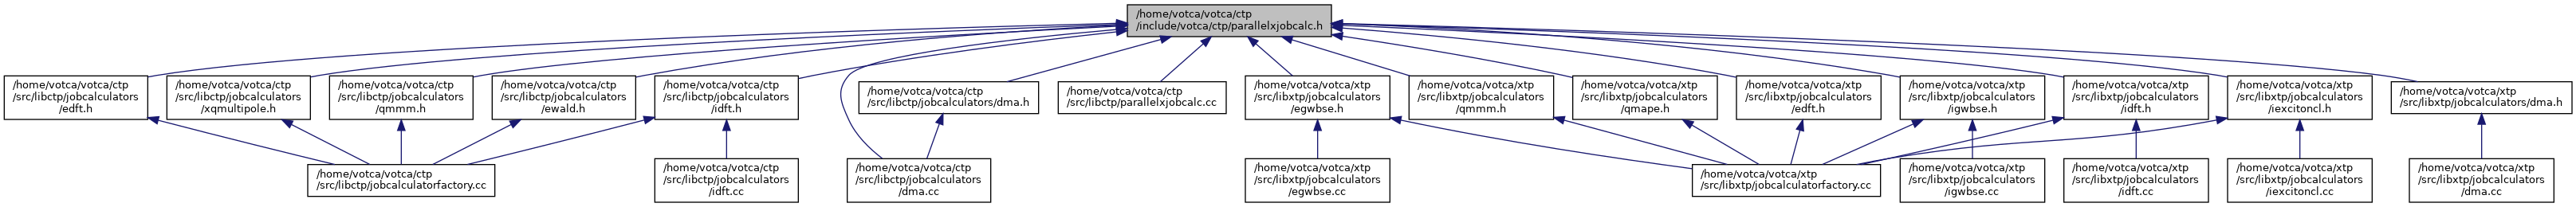 /home/votca/votca/ctp
/include/votca/ctp/parallelxjobcalc.h
/home/votca/votca/ctp
/src/libctp/jobcalculators
/edft.h
/home/votca/votca/ctp
/src/libctp/jobcalculators
/xqmultipole.h
/home/votca/votca/ctp
/src/libctp/jobcalculators
/qmmm.h
/home/votca/votca/ctp
/src/libctp/jobcalculators
/ewald.h
/home/votca/votca/ctp
/src/libctp/jobcalculators
/idft.h
/home/votca/votca/ctp
/src/libctp/jobcalculators/dma.h
/home/votca/votca/ctp
/src/libctp/parallelxjobcalc.cc
/home/votca/votca/xtp
/src/libxtp/jobcalculators
/egwbse.h
/home/votca/votca/xtp
/src/libxtp/jobcalculators
/qmmm.h
/home/votca/votca/xtp
/src/libxtp/jobcalculators
/qmape.h
/home/votca/votca/xtp
/src/libxtp/jobcalculators
/edft.h
/home/votca/votca/xtp
/src/libxtp/jobcalculators
/igwbse.h
/home/votca/votca/xtp
/src/libxtp/jobcalculators
/idft.h
/home/votca/votca/xtp
/src/libxtp/jobcalculators
/iexcitoncl.h
/home/votca/votca/xtp
/src/libxtp/jobcalculators/dma.h
/home/votca/votca/ctp
/src/libctp/jobcalculatorfactory.cc
/home/votca/votca/ctp
/src/libctp/jobcalculators
/idft.cc
/home/votca/votca/ctp
/src/libctp/jobcalculators
/dma.cc
/home/votca/votca/xtp
/src/libxtp/jobcalculators
/egwbse.cc
/home/votca/votca/xtp
/src/libxtp/jobcalculatorfactory.cc
/home/votca/votca/xtp
/src/libxtp/jobcalculators
/igwbse.cc
/home/votca/votca/xtp
/src/libxtp/jobcalculators
/idft.cc
/home/votca/votca/xtp
/src/libxtp/jobcalculators
/iexcitoncl.cc
/home/votca/votca/xtp
/src/libxtp/jobcalculators
/dma.cc